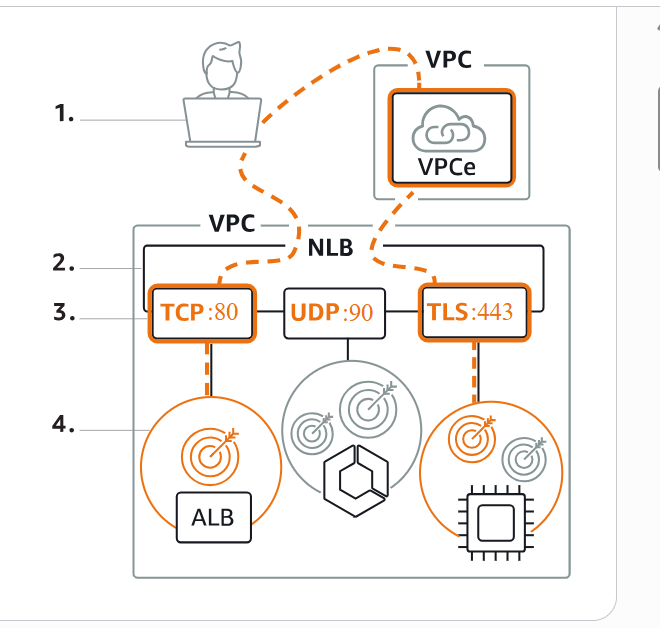 VPC
1.
VPCe
VPC
NLB
2.
3.
TCP:80
UDP:90
TLS:443
4.
ALB